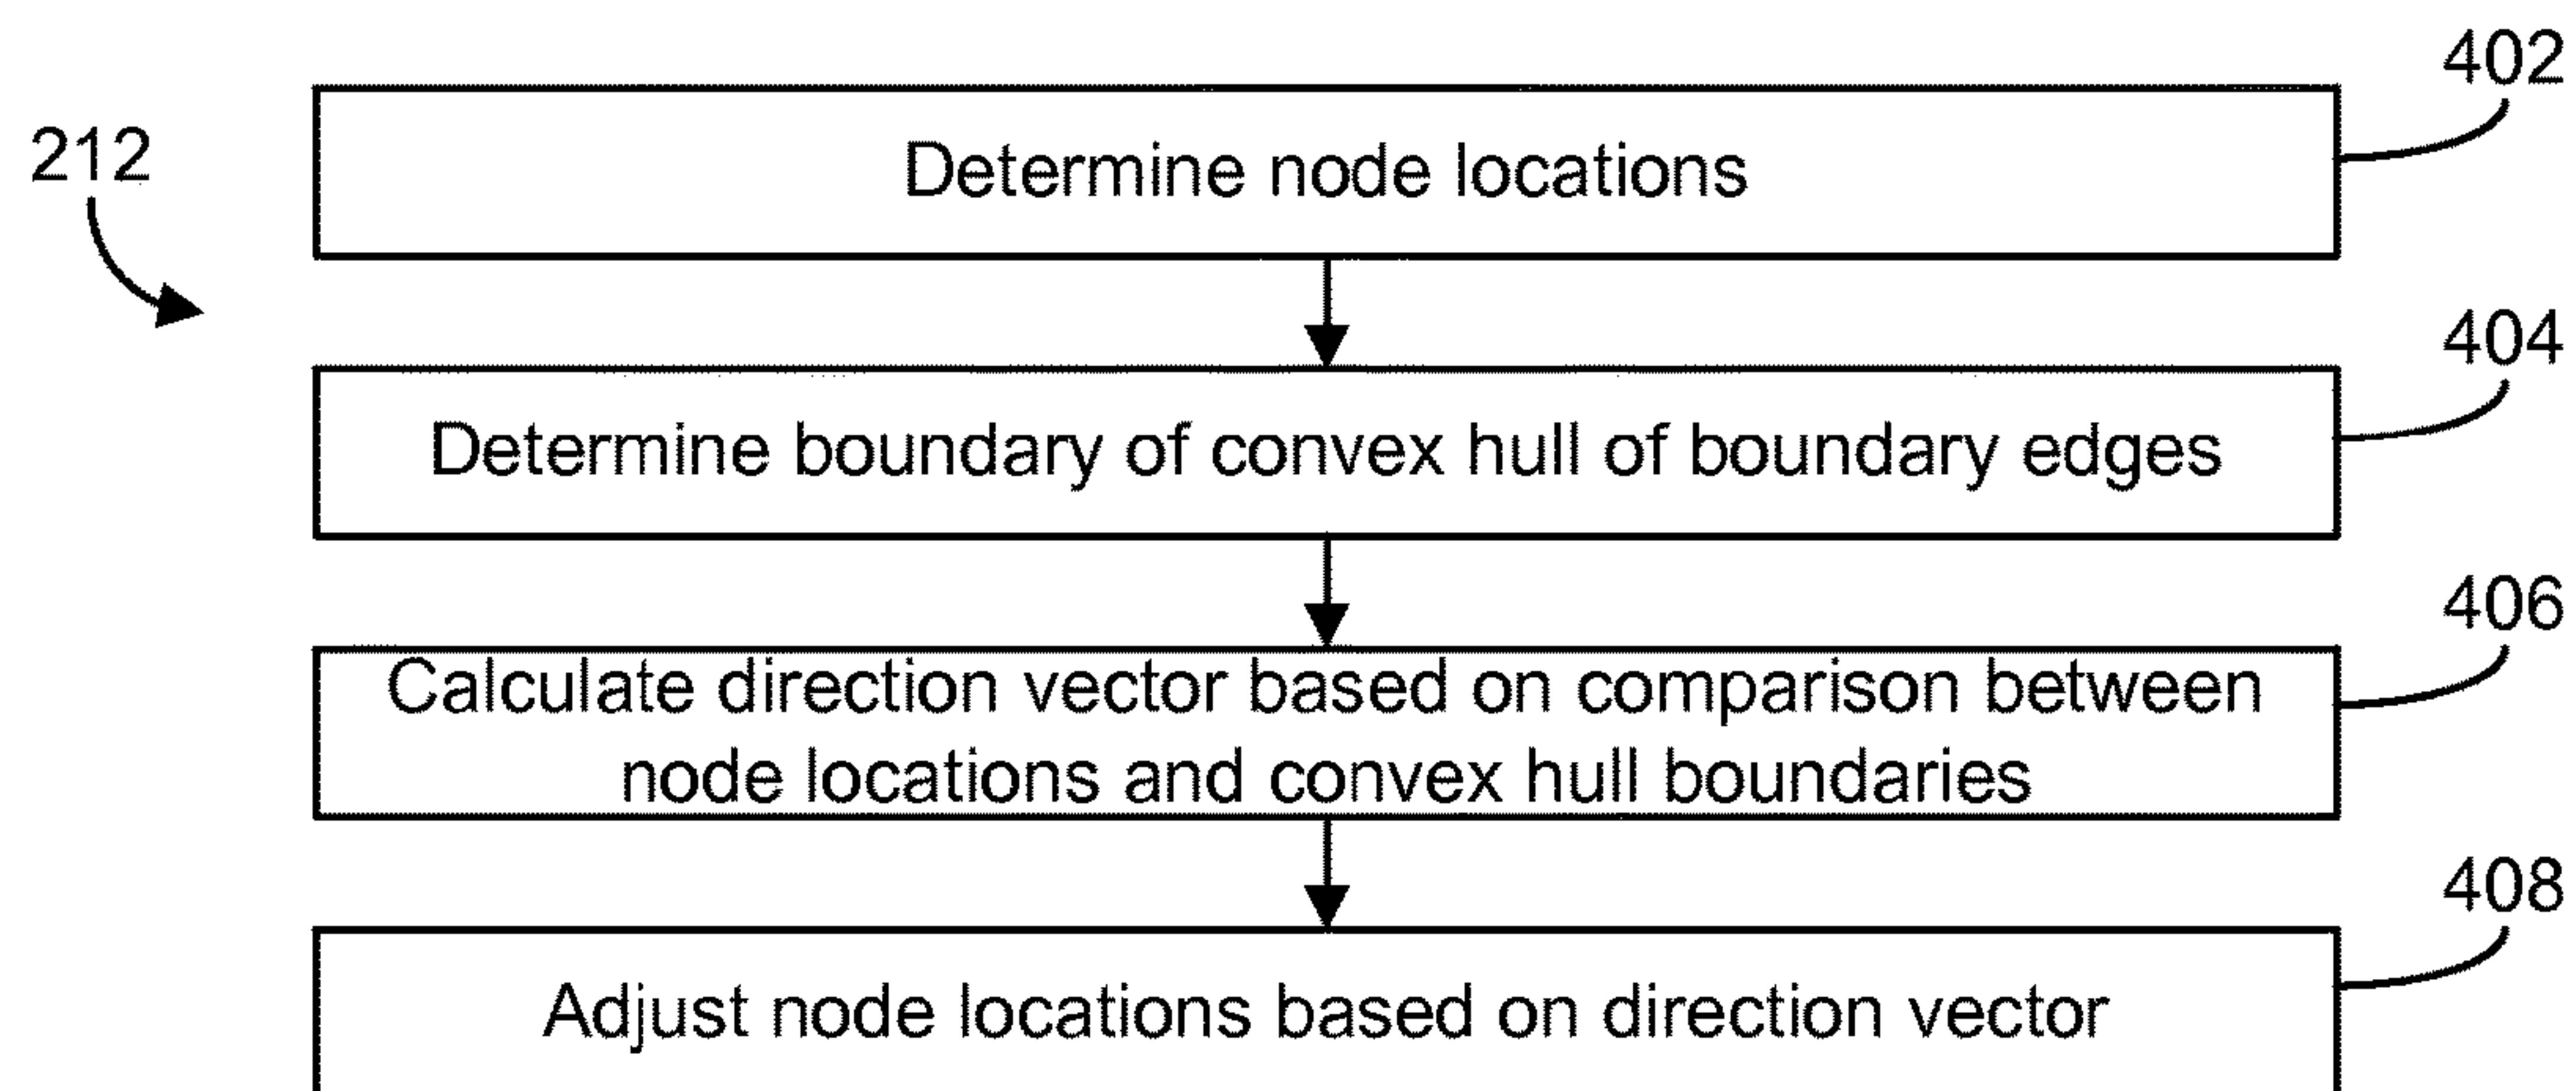 402
212
Determine node locations
404
Determine boundary of convex hull of boundary edges
406
Calculate direction vector based on comparison between
node locations and convex hull boundaries
408
Adjust node locations based on direction vector